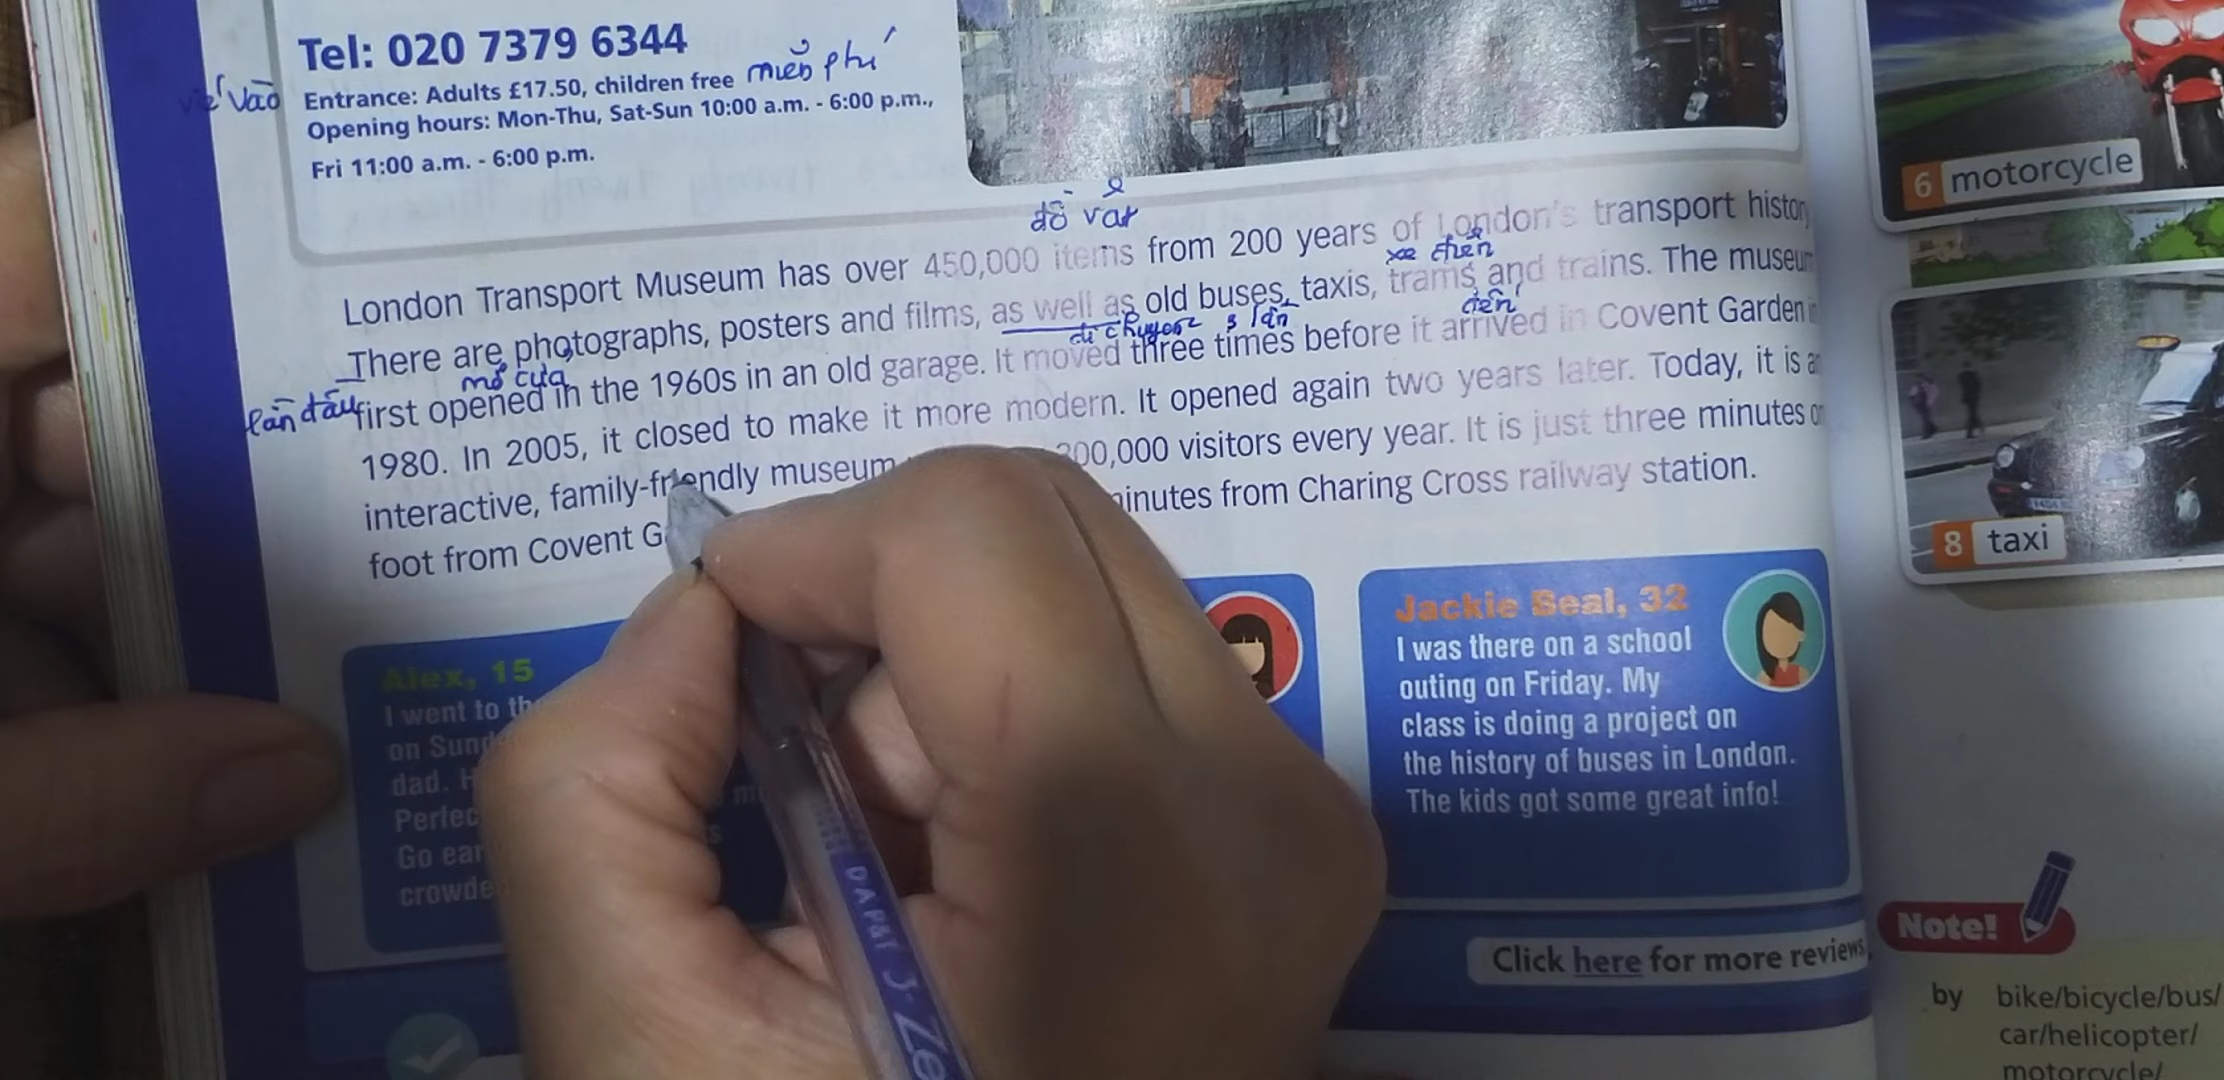 Tel: 020 7379 6344
miễn phí
vé vào
Entrance: Adults £17.50, children free
Opening hours: Mon-Thu, Sat-Sun 10:00 a.m. - 6:00 p.m.,
Fri 11:00 a.m. - 6:00 p.m.
đồ vật
London Transport Museum has over 450,000 items from 200 years of London's transport history
xe điện
There are photographs, posters and films, as well as old buses, taxis, trams and trains. The museum
di chuyển 3 lần đến
lần đầu mở cửa
first opened in the 1960s in an old garage. It moved three times before it arrived in Covent Garden in
1980. In 2005, it closed to make it more modern. It opened again two years later. Today, it is an
interactive, family-friendly museum 300,000 visitors every year. It is just three minutes on
foot from Covent minutes from Charing Cross railway station.
Alex, 15
I went to
on
dad.
Go
Jackie Beal, 32
I was there on a school
outing on Friday. My
class is doing a project on
the history of buses in London.
The kids got some great info!
Click here for more reviews
6 motorcycle
8 taxi
Note!
by bike/bicycle/bus/
car/helicopter/
motorcycle/